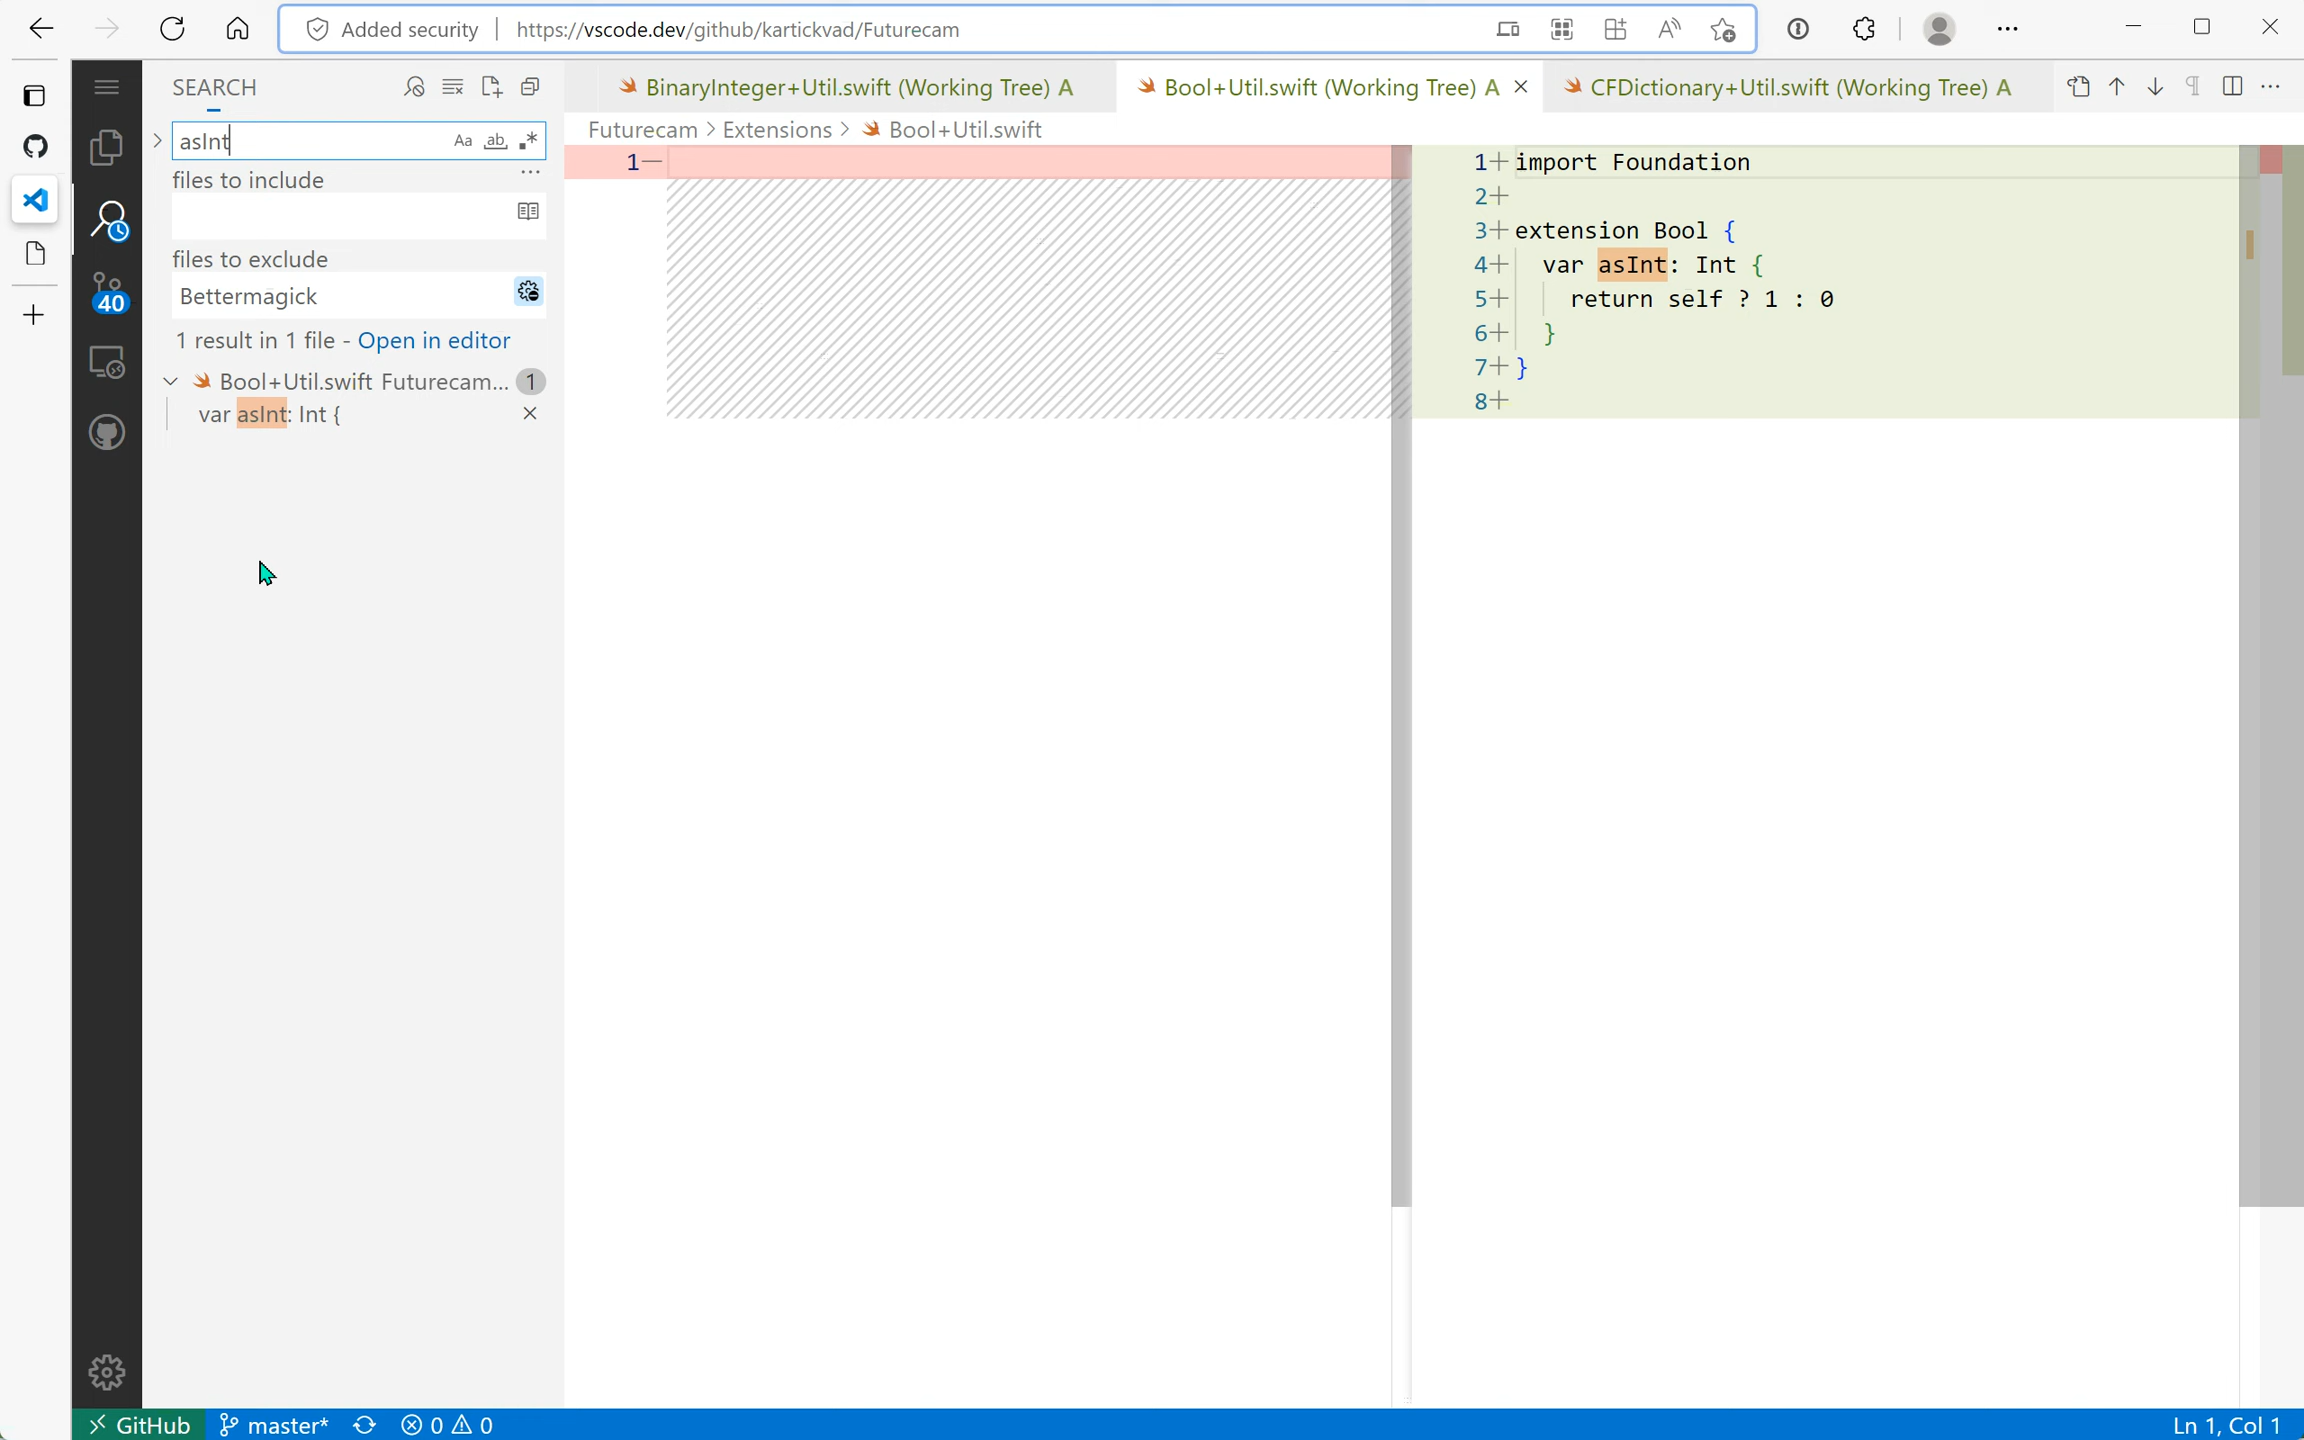 Added security https://vscode.dev/github/kartickvad/Futurecam
SEARCH
asInt Aa ab
files to include
files to exclude
Bettermagick
1 result in 1 file - Open in editor
Bool+Util.swift Futurecam... 1
var asInt: Int {
40
BinaryInteger+Util.swift (Working Tree) A
Bool+Util.swift (Working Tree) A
CFDictionary+Util.swift (Working Tree) A
Futurecam > Extensions > Bool+Util.swift
1—
1+ import Foundation
2+
3+ extension Bool {
4+ var asInt: Int {
5+ return self ? 1 : 0
6+ }
7+ }
8+
GitHub master* 0 0
Ln 1, Col 1